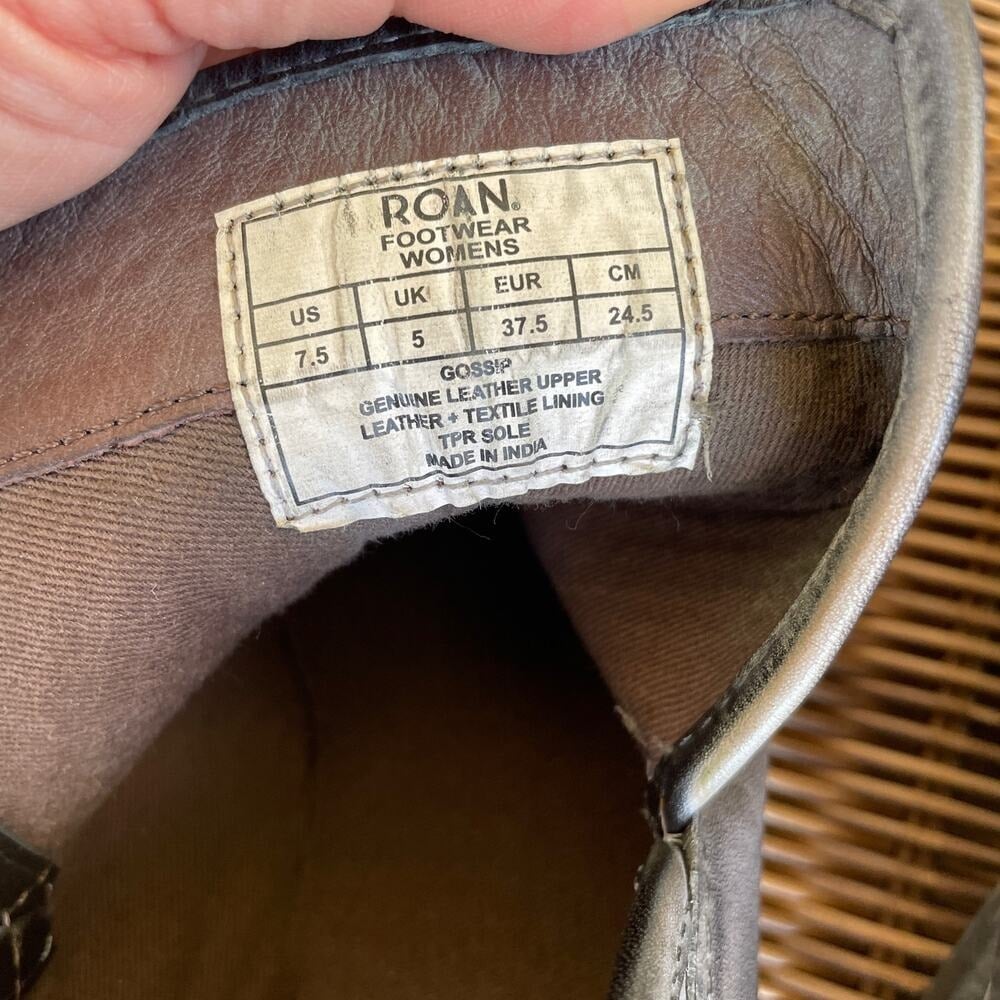 ROAN®
FOOTWEAR
WOMENS
US UK EUR CM
7.5 5 37.5 24.5
GOSSIP
GENUINE LEATHER UPPER
LEATHER + TEXTILE LINING
TPR SOLE
MADE IN INDIA